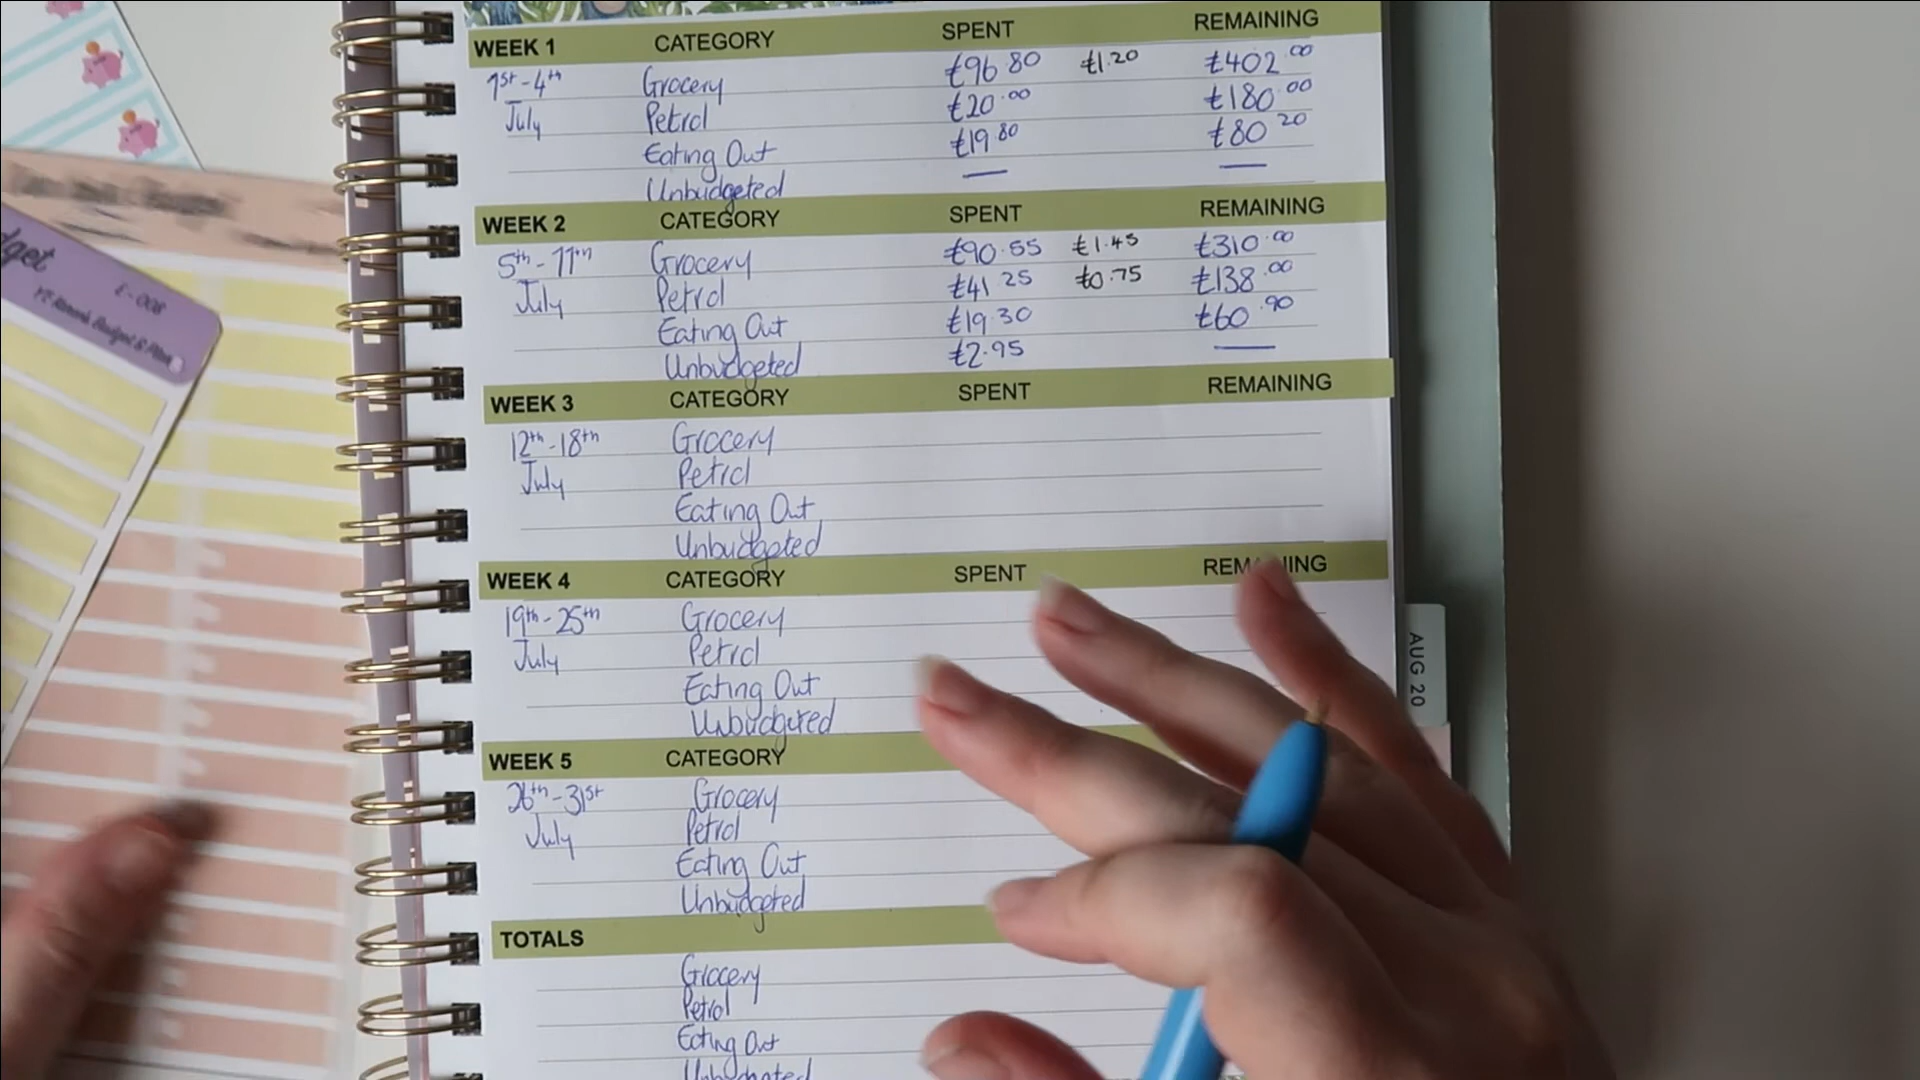 WEEK 1 CATEGORY SPENT REMAINING
1st-4th Grocery £96.80 £1.20 £402.00
July Petrol £20.00 £180.00
Eating Out £19.80 £80.20
Unbudgeted — —
WEEK 2 CATEGORY SPENT REMAINING
5th-11th Grocery £90.55 £1.45 £310.00
July Petrol £41.25 £0.75 £138.00
Eating Out £19.30 £60.90
Unbudgeted £2.95 —
WEEK 3 CATEGORY SPENT REMAINING
12th-18th Grocery
July Petrol
Eating Out
Unbudgeted
WEEK 4 CATEGORY SPENT REMAINING
19th-25th Grocery
July Petrol
Eating Out
Unbudgeted
WEEK 5 CATEGORY
26th-31st Grocery
July Petrol
Eating Out
Unbudgeted
TOTALS
Grocery
Petrol
Eating Out
Unbudgeted
AUG 20
dget
L-008